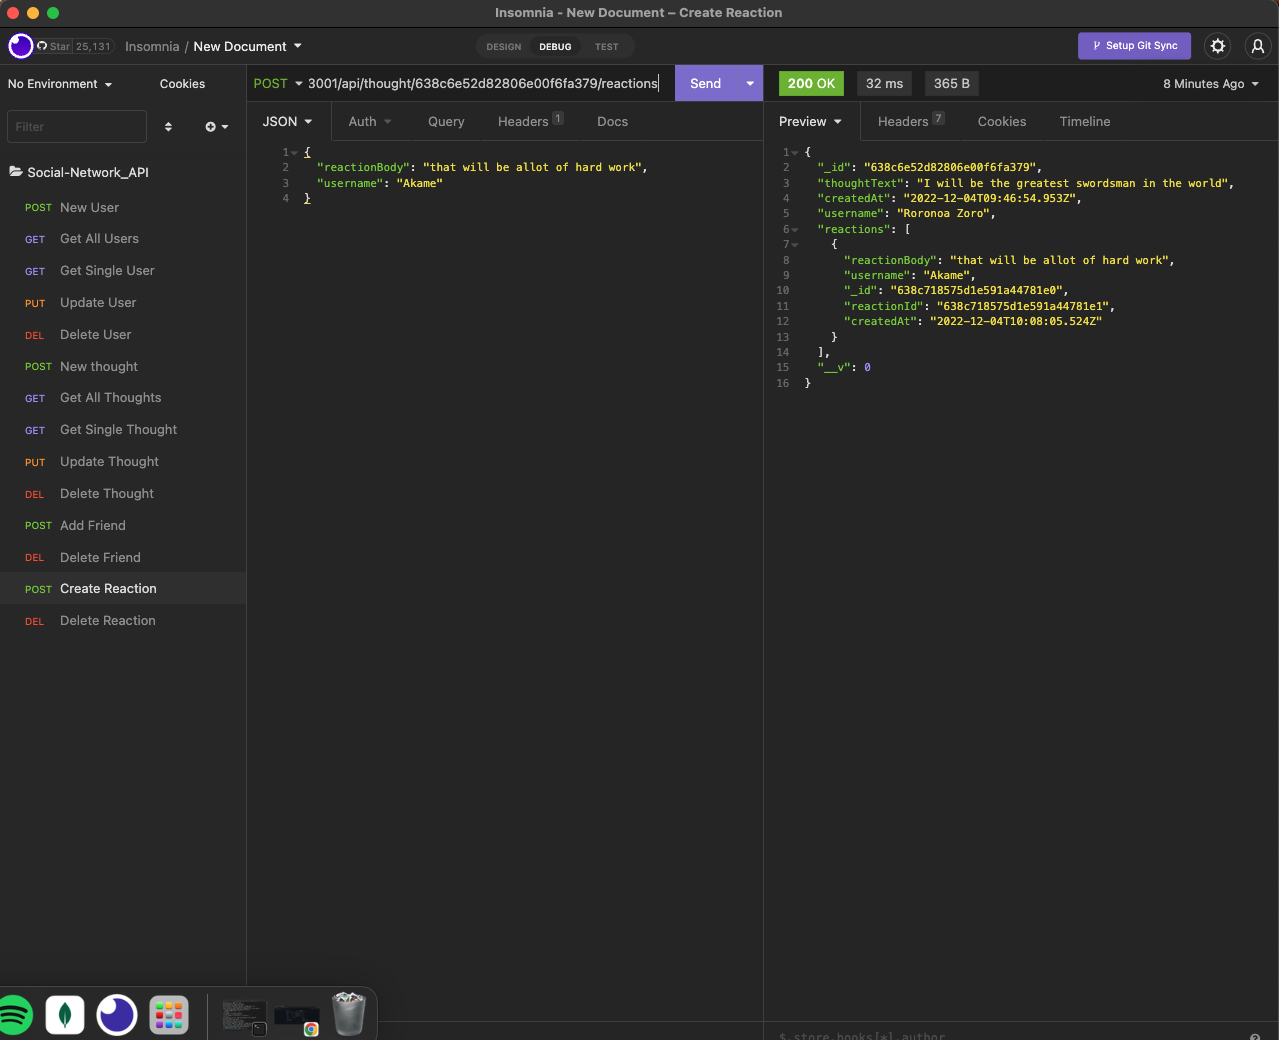 Insomnia - New Document – Create Reaction
Star 25,131 Insomnia / New Document DESIGN DEBUG TEST Setup Git Sync
No Environment Cookies
POST 3001/api/thought/638c6e52d82806e00f6fa379/reactions Send
200 OK 32 ms 365 B 8 Minutes Ago
Filter
JSON Auth Query Headers 1 Docs
Preview Headers 7 Cookies Timeline
Social-Network_API
POST New User
GET Get All Users
GET Get Single User
PUT Update User
DEL Delete User
POST New thought
GET Get All Thoughts
GET Get Single Thought
PUT Update Thought
DEL Delete Thought
POST Add Friend
DEL Delete Friend
POST Create Reaction
DEL Delete Reaction
1 {
2 "reactionBody": "that will be allot of hard work",
3 "username": "Akame"
4 }
1 {
2 "_id": "638c6e52d82806e00f6fa379",
3 "thoughtText": "I will be the greatest swordsman in the world",
4 "createdAt": "2022-12-04T09:46:54.953Z",
5 "username": "Roronoa Zoro",
6 "reactions": [
7 {
8 "reactionBody": "that will be allot of hard work",
9 "username": "Akame",
10 "_id": "638c718575d1e591a44781e0",
11 "reactionId": "638c718575d1e591a44781e1",
12 "createdAt": "2022-12-04T10:08:05.524Z"
13 }
14 ],
15 "__v": 0
16 }
$.store.books[*].author